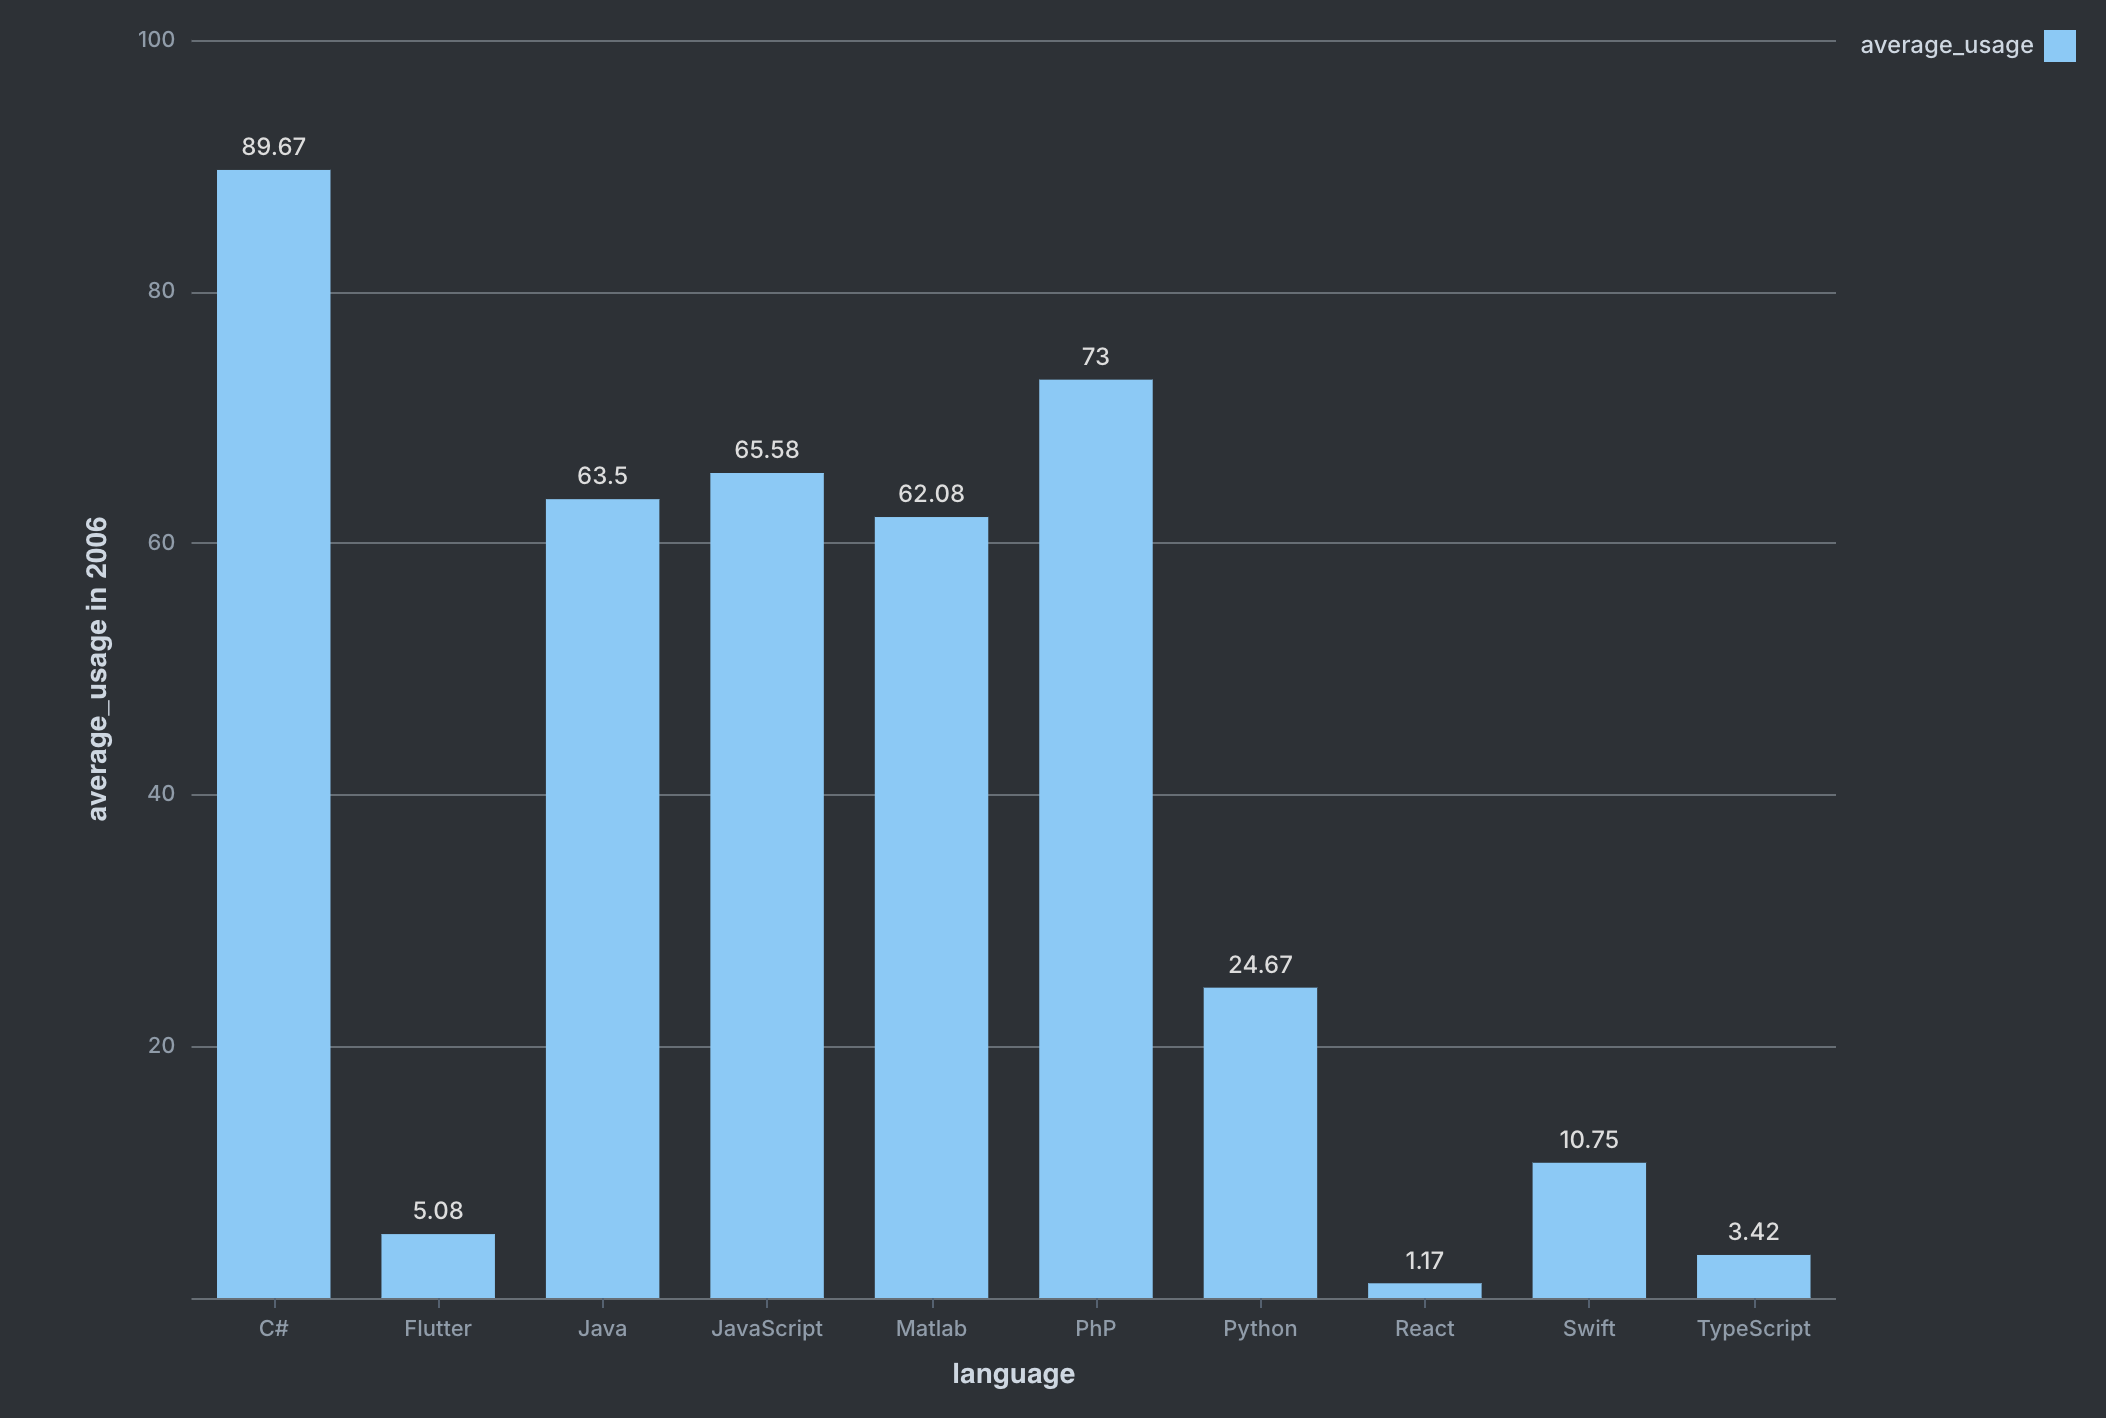 average_usage
100
80
60
40
20
average_usage in 2006
89.67
5.08
63.5
65.58
62.08
73
24.67
1.17
10.75
3.42
C#
Flutter
Java
JavaScript
Matlab
PhP
Python
React
Swift
TypeScript
language